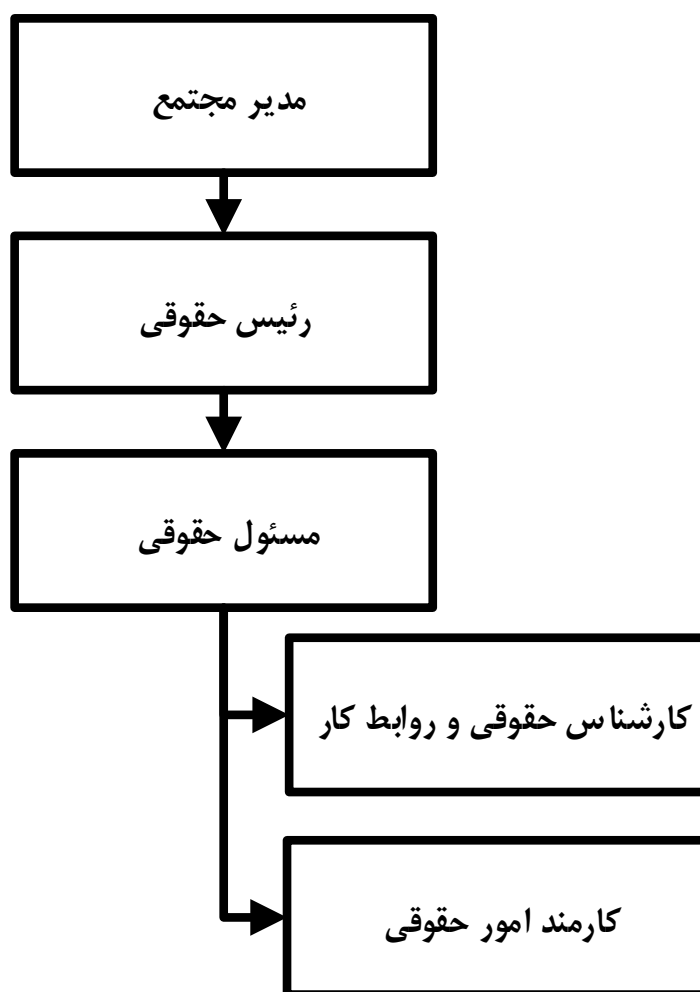 مدیر مجتمع
رئیس حقوقی
مسئول حقوقی
کارشناس حقوقی و روابط کار
کارمند امور حقوقی